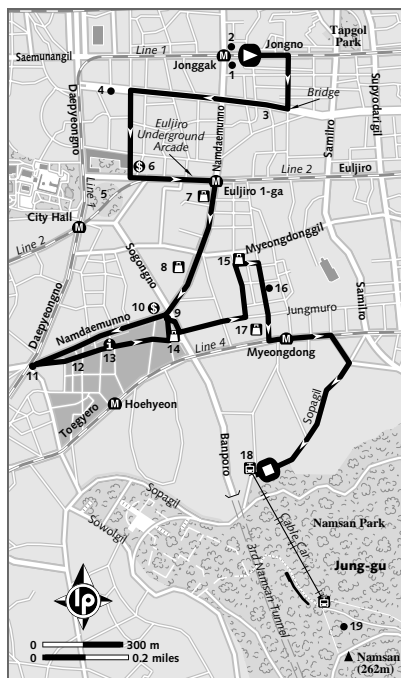 2
Jongno
Tapgol
Park
Saemunangil
Line 1
M
Jonggak
1
4
Daepyeongno
Namdaemunno
3
Bridge
Samilro
Supyodarigil
Euljiro
Underground
Arcade
$ 6
Line 2
Euljiro
M
Euljiro 1-ga
Line 1
5
7
City Hall
M
Line 2
Sogongno
8
Myeongdonggil
15
16
Daepyeongno
Namdaemunno
10 $
9
Jungmuro
Samilro
17
i
13
14
Line 4
M
Myeongdong
11
12
M Hoehyeon
Toegyero
Sopagil
Banporo
18
Sopagil
Sowolgil
Cable Car
Namsan Park
3rd Namsan Tunnel
Jung-gu
lp
19
0 300 m
0 0.2 miles
Namsan
(262m)